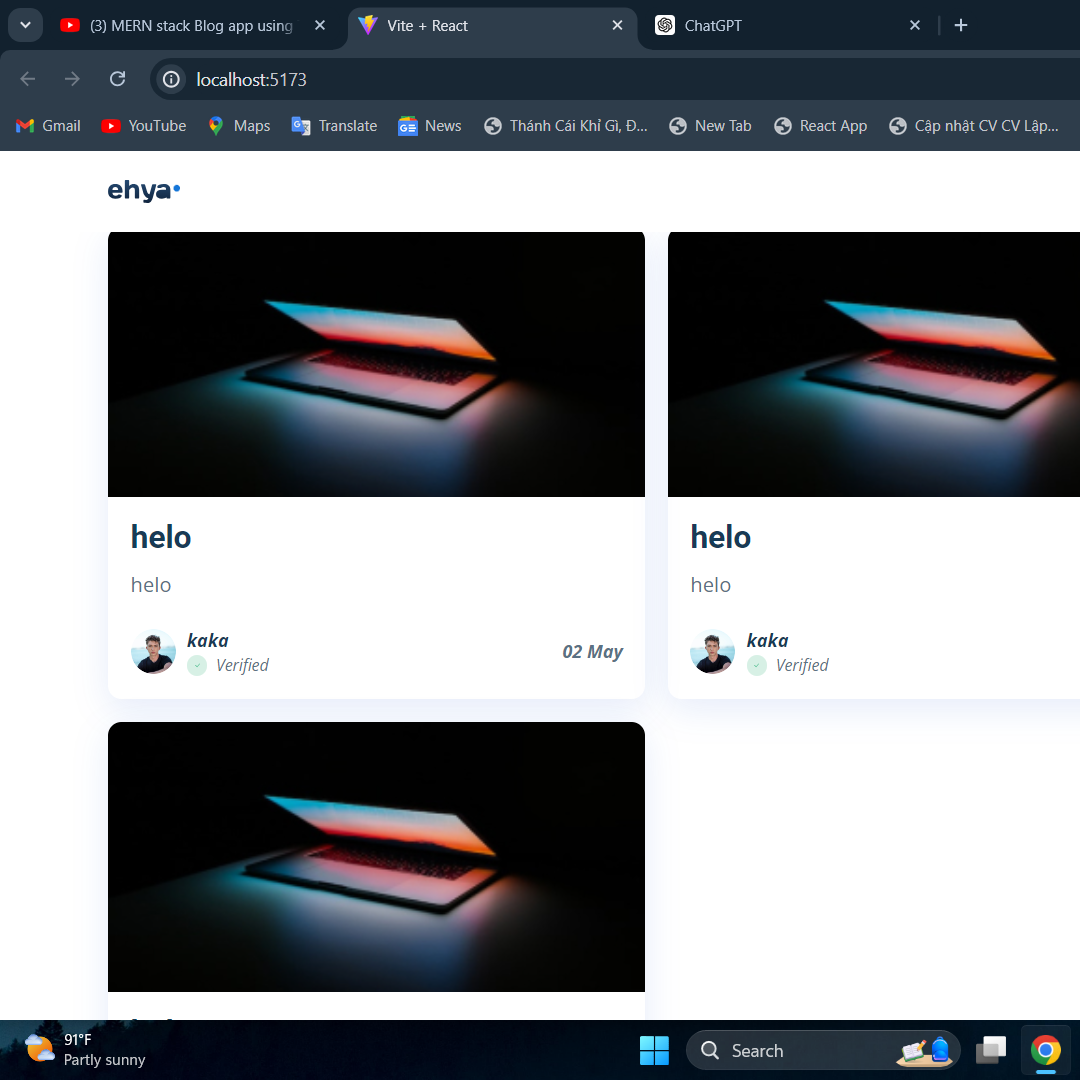 (3) MERN stack Blog app using
Vite + React
ChatGPT
localhost:5173
Gmail
YouTube
Maps
Translate
News
Thánh Cái Khỉ Gì, Đ...
New Tab
React App
Cập nhật CV CV Lập...
ehya
helo
helo
kaka
Verified
02 May
helo
helo
kaka
Verified
91°F
Partly sunny
Search